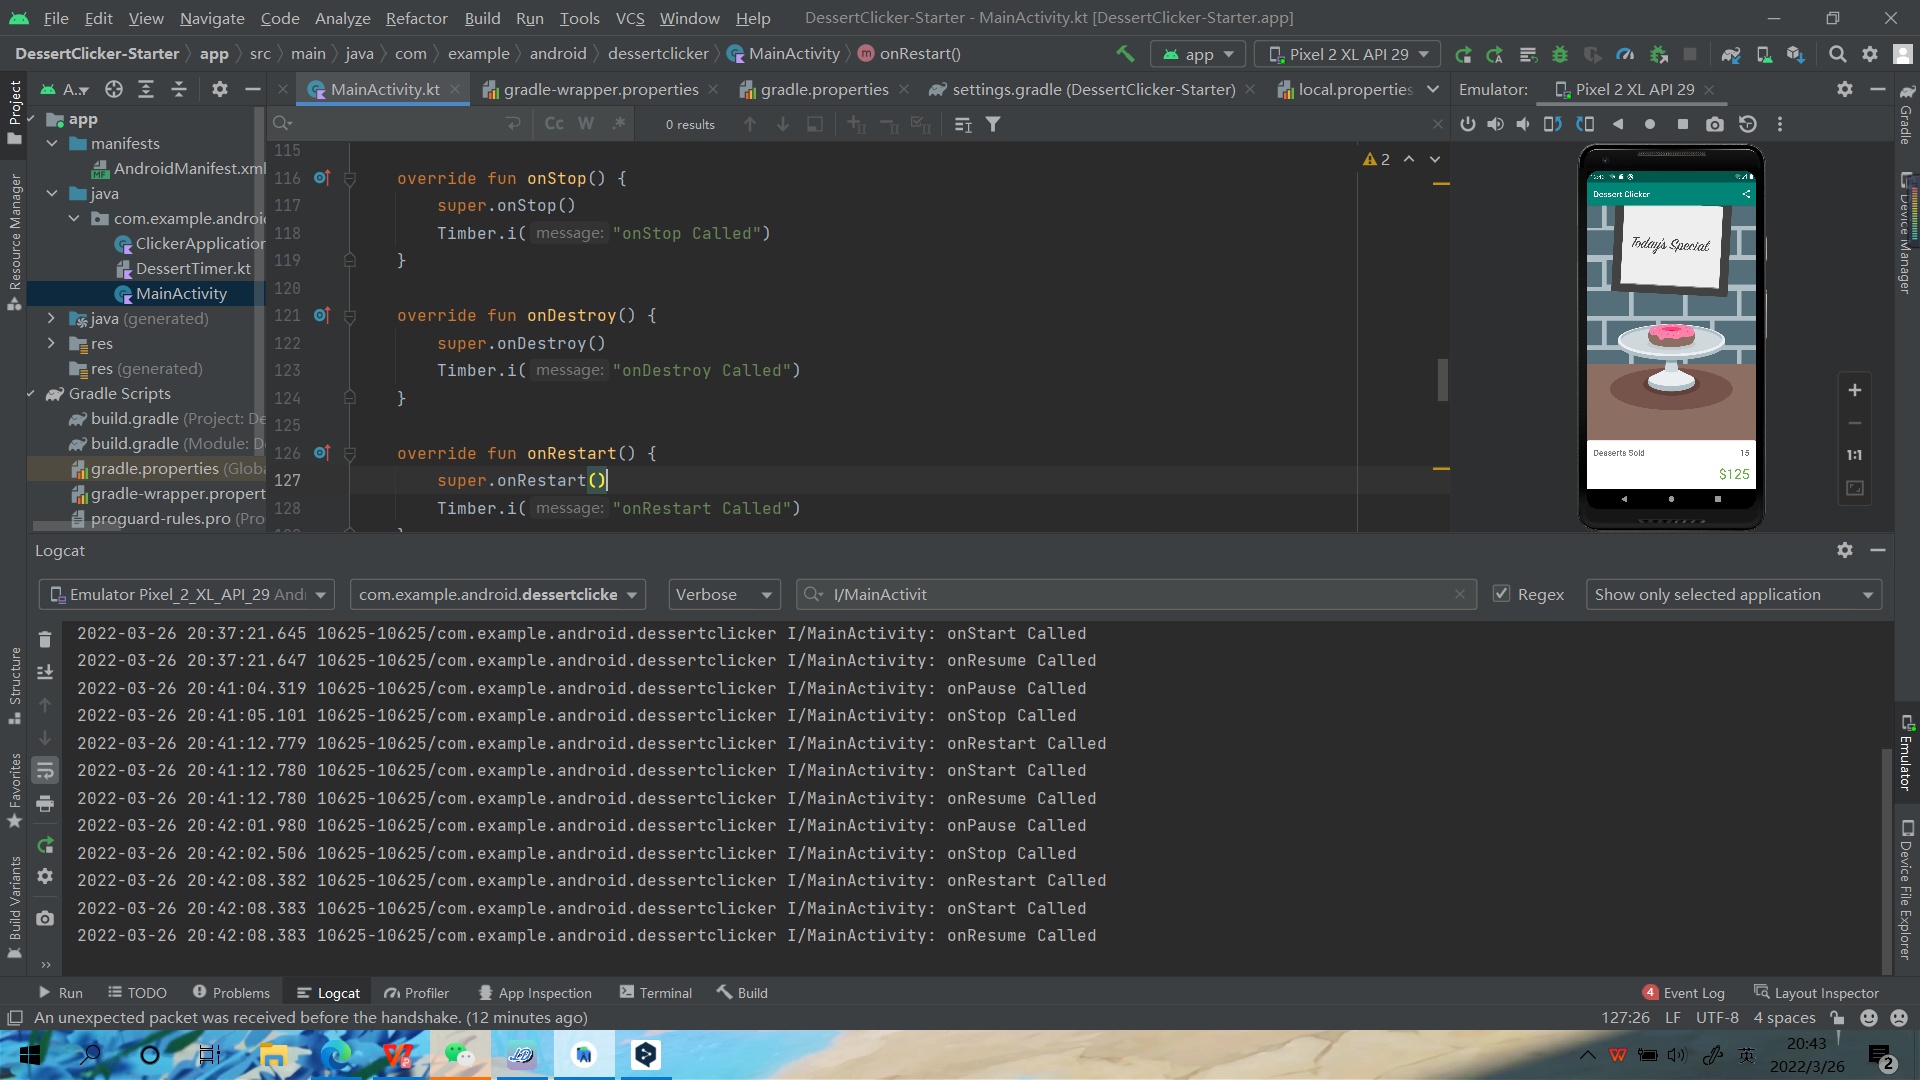 File Edit View Navigate Code Analyze Refactor Build Run Tools VCS Window Help DessertClicker-Starter - MainActivity.kt [DessertClicker-Starter.app]
DessertClicker-Starter app src main java com example android dessertclicker MainActivity onRestart() app Pixel 2 XL API 29
Project
A...
MainActivity.kt gradle-wrapper.properties gradle.properties settings.gradle (DessertClicker-Starter) local.properties
Emulator: Pixel 2 XL API 29
Cc W .* 0 results
app
manifests
AndroidManifest.xml
java
com.example.android
ClickerApplication
DessertTimer.kt
MainActivity
java (generated)
res
res (generated)
Gradle Scripts
build.gradle (Project: De
build.gradle (Module: D
gradle.properties (Globa
gradle-wrapper.propert
proguard-rules.pro (Pro
Resource Manager
Structure
Favorites
Build Variants
115
116 override fun onStop() {
117 super.onStop()
118 Timber.i( message: "onStop Called")
119 }
120
121 override fun onDestroy() {
122 super.onDestroy()
123 Timber.i( message: "onDestroy Called")
124 }
125
126 override fun onRestart() {
127 super.onRestart()
128 Timber.i( message: "onRestart Called")
2
Dessert Clicker
Today's Special
Desserts Sold 15
$125
1:1
Gradle
Device Manager
Emulator
Device File Explorer
Logcat
Emulator Pixel_2_XL_API_29 And com.example.android.dessertclicke Verbose I/MainActivit Regex Show only selected application
2022-03-26 20:37:21.645 10625-10625/com.example.android.dessertclicker I/MainActivity: onStart Called
2022-03-26 20:37:21.647 10625-10625/com.example.android.dessertclicker I/MainActivity: onResume Called
2022-03-26 20:41:04.319 10625-10625/com.example.android.dessertclicker I/MainActivity: onPause Called
2022-03-26 20:41:05.101 10625-10625/com.example.android.dessertclicker I/MainActivity: onStop Called
2022-03-26 20:41:12.779 10625-10625/com.example.android.dessertclicker I/MainActivity: onRestart Called
2022-03-26 20:41:12.780 10625-10625/com.example.android.dessertclicker I/MainActivity: onStart Called
2022-03-26 20:41:12.780 10625-10625/com.example.android.dessertclicker I/MainActivity: onResume Called
2022-03-26 20:42:01.980 10625-10625/com.example.android.dessertclicker I/MainActivity: onPause Called
2022-03-26 20:42:02.506 10625-10625/com.example.android.dessertclicker I/MainActivity: onStop Called
2022-03-26 20:42:08.382 10625-10625/com.example.android.dessertclicker I/MainActivity: onRestart Called
2022-03-26 20:42:08.383 10625-10625/com.example.android.dessertclicker I/MainActivity: onStart Called
2022-03-26 20:42:08.383 10625-10625/com.example.android.dessertclicker I/MainActivity: onResume Called
Run TODO Problems Logcat Profiler App Inspection Terminal Build 4 Event Log Layout Inspector
An unexpected packet was received before the handshake. (12 minutes ago) 127:26 LF UTF-8 4 spaces
英 20:43
2022/3/26 2